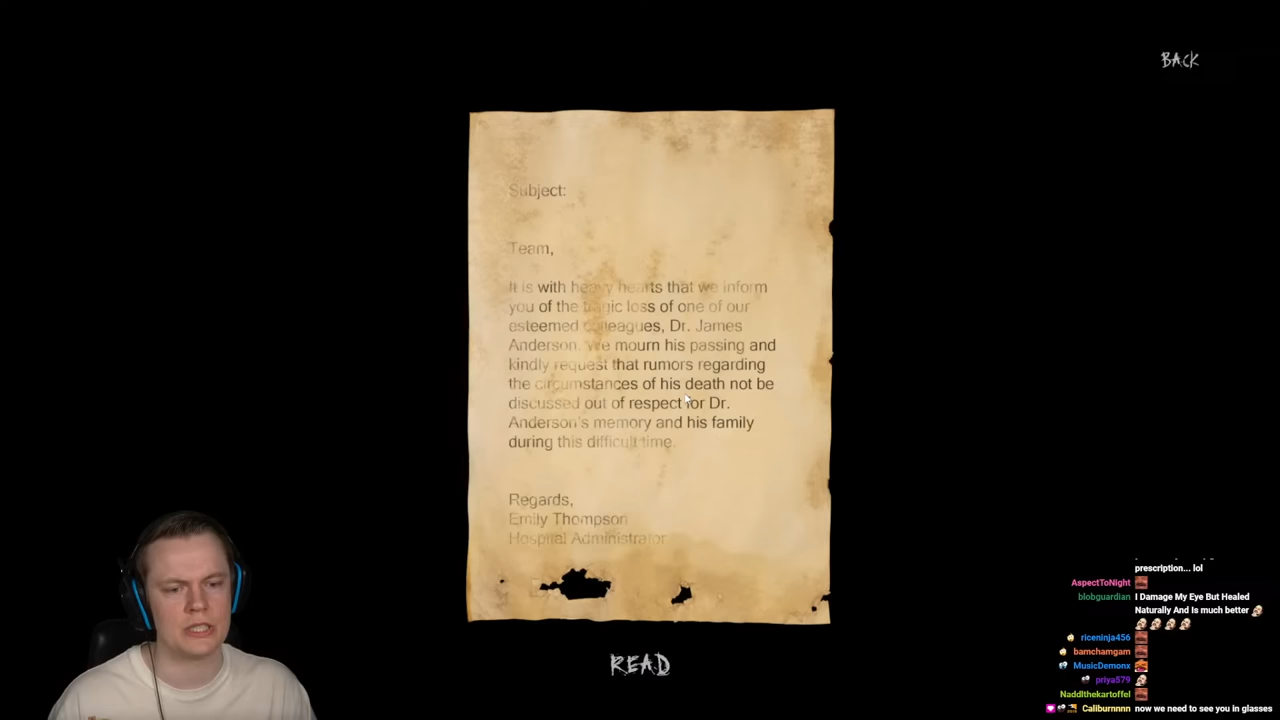 BACK
Subject:
Team,
It is with heavy hearts that we inform
you of the tragic loss of one of our
esteemed colleagues, Dr. James
Anderson. We mourn his passing and
kindly request that rumors regarding
the circumstances of his death not be
discussed out of respect for Dr.
Anderson's memory and his family
during this difficult time.
Regards,
Emily Thompson
Hospital Administrator
READ
prescription... lol
AspectToNight
blobguardian I Damage My Eye But Healed
Naturally And Is much better
riceninja456
bamchamgam
MusicDemonx
priya579
Naddlthekartoffel
Caliburnnnn now we need to see you in glasses